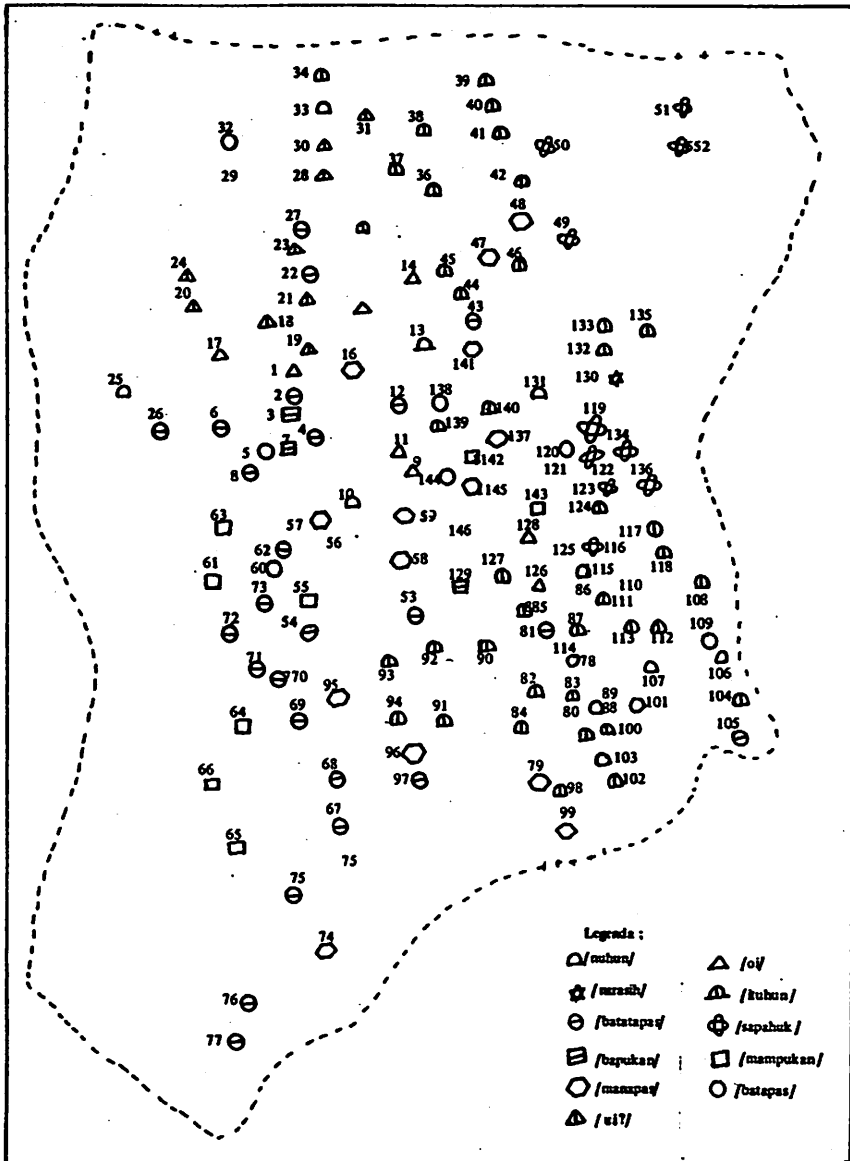 34 39
33 40 51
32 31 38 41
30 50 552
29 28 37 36 42
48
27 49
23 47
24 22 14 45 46
20 21 44
18 43 133 135
17 19 13 132
1 16 141
25 130
2 12 138 131
3 140 119
26 6 4 139 137 134
5 7 11 120
8 9 144 142 121 122
123 136
10 1145 143 124
63 57 59 117
56 146 128
62 125 116 118
61 60 58 127 115
55 129 126 86 110 108
73 111
72 54 53 85 87 109
81 113 112
71 92 90 114 78 106
770 93 107
95 82 83 104
64 69 94 91 89 101
88
84 80 100 105
96 103
66 68 97 79 98 102
67 99
65
75
75
74
76
77
Legenda :
/nuhun/ /oi/
/marasih/ /kuhun/
/batatapas/ /sapahuk/
/bapukan/ /mampukan/
/manapas/ /batapas/
/ui?/